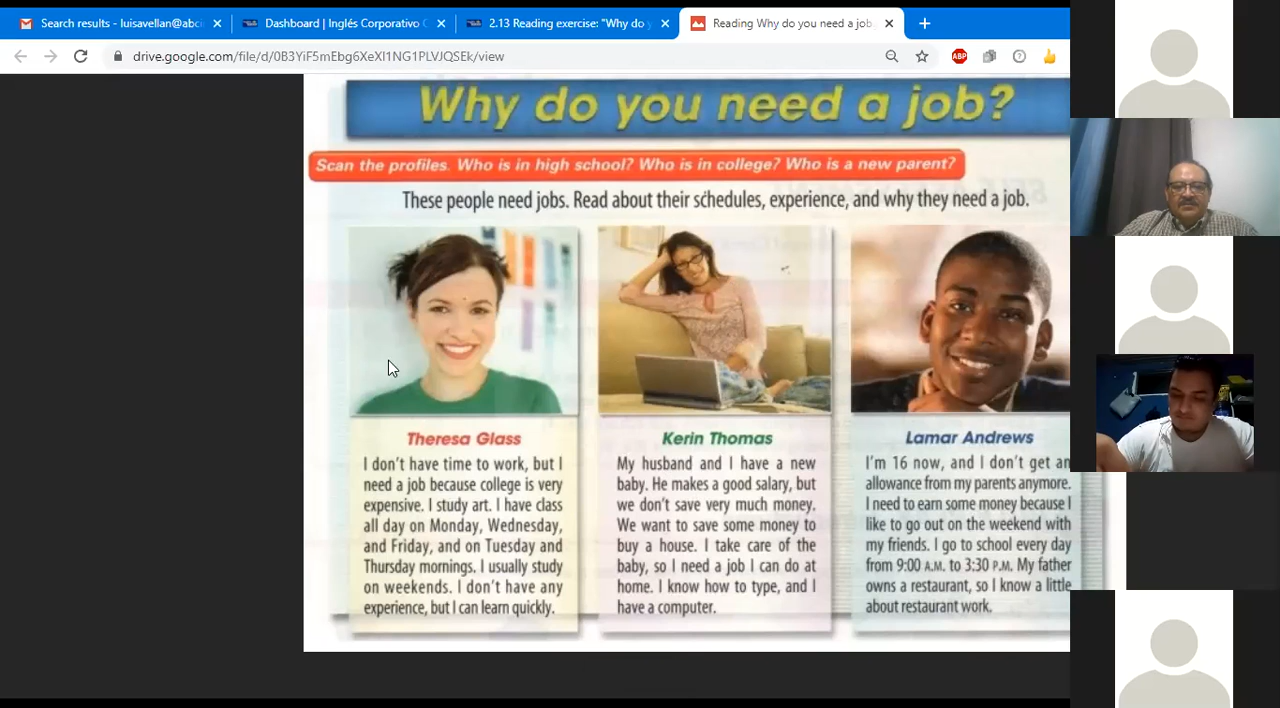 Search results - luisavellan@abc
Dashboard | Inglés Corporativo
2.13 Reading exercise: "Why do y
Reading Why do you need a job.
drive.google.com/file/d/0B3YiF5mEbg6XeXI1NG1PLVJQSEk/view
ABP
Why do you need a job?
Scan the profiles. Who is in high school? Who is in college? Who is a new parent?
These people need jobs. Read about their schedules, experience, and why they need a job.
Theresa Glass
I don't have time to work, but I
need a job because college is very
expensive. I study art. I have class
all day on Monday, Wednesday,
and Friday, and on Tuesday and
Thursday mornings. I usually study
on weekends. I don't have any
experience, but I can learn quickly.
Kerin Thomas
My husband and I have a new
baby. He makes a good salary, but
we don't save very much money.
We want to save some money to
buy a house. I take care of the
baby, so I need a job I can do at
home. I know how to type, and I
have a computer.
Lamar Andrews
I'm 16 now, and I don't get an
allowance from my parents anymore.
I need to earn some money because I
like to go out on the weekend with
my friends. I go to school every day
from 9:00 A.M. to 3:30 P.M. My father
owns a restaurant, so I know a little
about restaurant work.